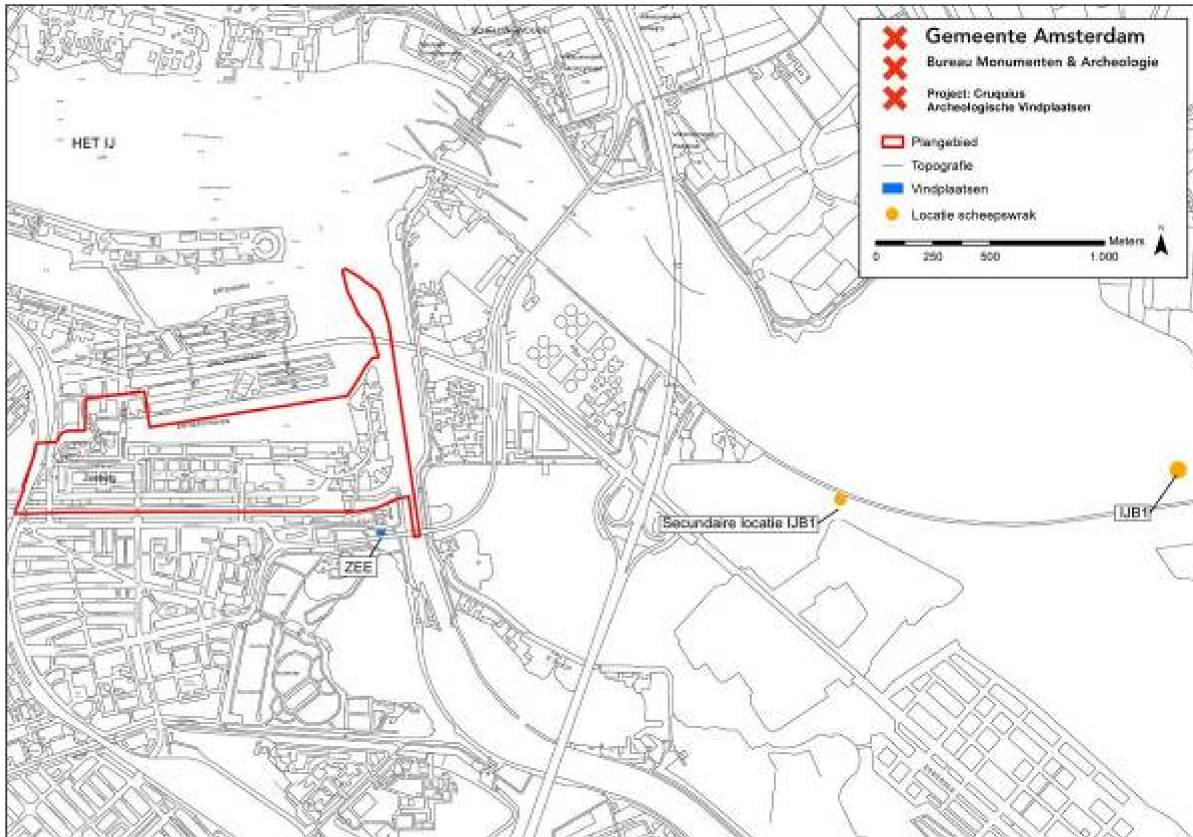 Gemeente Amsterdam
Bureau Monumenten & Archeologie
Project: Cruquius
Archeologische Vindplaatsen
Plangebied
Topografie
Vindplaatsen
Locatie scheepswrak
Meters
0 250 500 1.000
N
HET IJ
Zeeburg
ZEE
Secundaire locatie IJB1
IJB1